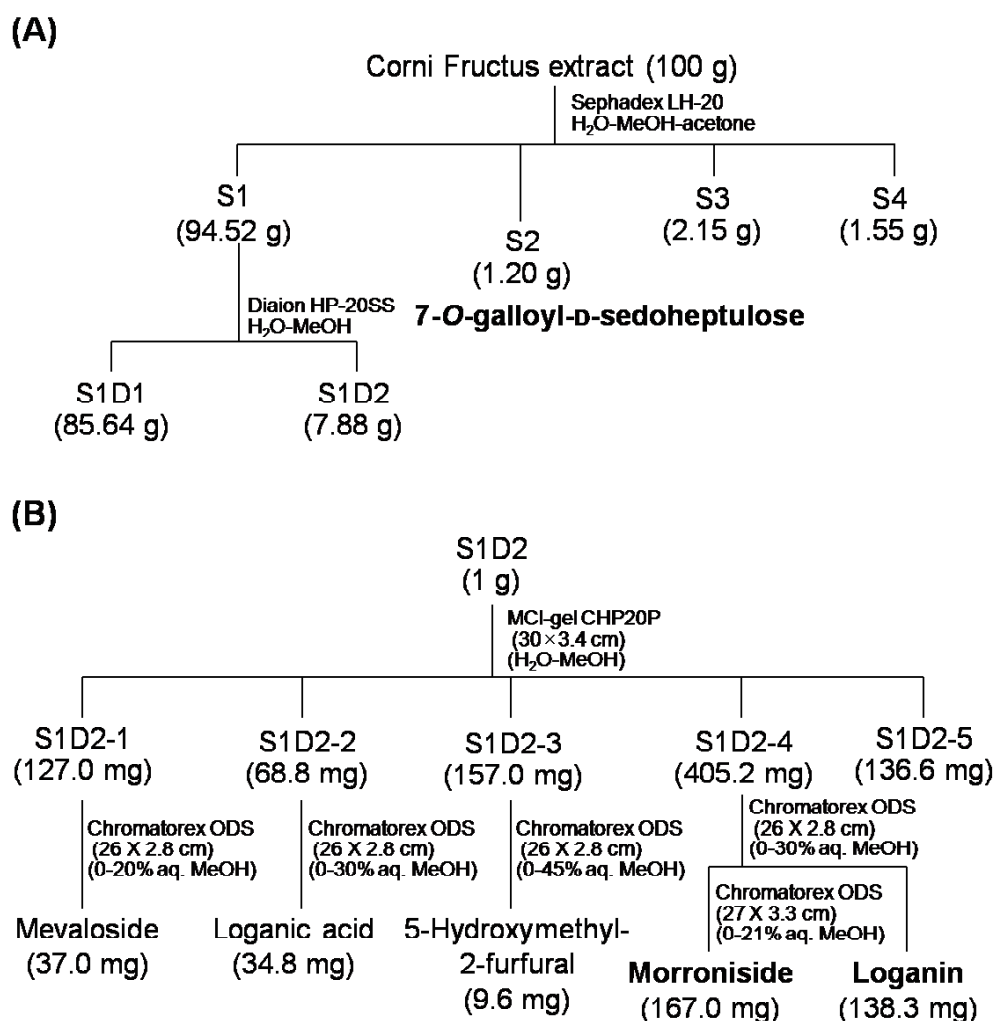 (A)
Corni Fructus extract (100 g)
Sephadex LH-20
H₂O-MeOH-acetone
S1
(94.52 g)
S2
(1.20 g)
7-O-galloyl-D-sedoheptulose
S3
(2.15 g)
S4
(1.55 g)
Diaion HP-20SS
H₂O-MeOH
S1D1
(85.64 g)
S1D2
(7.88 g)
(B)
S1D2
(1 g)
MCI-gel CHP20P
(30×3.4 cm)
(H₂O-MeOH)
S1D2-1
(127.0 mg)
S1D2-2
(68.8 mg)
S1D2-3
(157.0 mg)
S1D2-4
(405.2 mg)
S1D2-5
(136.6 mg)
Chromatorex ODS
(26 X 2.8 cm)
(0-20% aq. MeOH)
Chromatorex ODS
(26 X 2.8 cm)
(0-30% aq. MeOH)
Chromatorex ODS
(26 X 2.8 cm)
(0-45% aq. MeOH)
Chromatorex ODS
(26 X 2.8 cm)
(0-30% aq. MeOH)
Chromatorex ODS
(27 X 3.3 cm)
(0-21% aq. MeOH)
Mevaloside
(37.0 mg)
Loganic acid
(34.8 mg)
5-Hydroxymethyl-
2-furfural
(9.6 mg)
Morroniside
(167.0 mg)
Loganin
(138.3 mg)